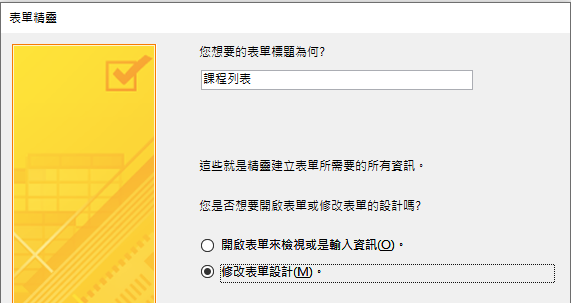 表單精靈
您想要的表單標題為何?
課程列表
這些就是精靈建立表單所需要的所有資訊。
您是否想要開啟表單或修改表單的設計嗎?
開啟表單來檢視或是輸入資訊(O)。
修改表單設計(M)。